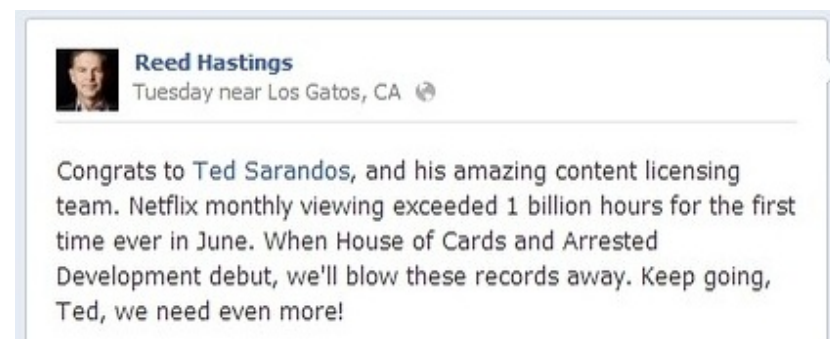 Reed Hastings
Tuesday near Los Gatos, CA
Congrats to Ted Sarandos, and his amazing content licensing
team. Netflix monthly viewing exceeded 1 billion hours for the first
time ever in June. When House of Cards and Arrested
Development debut, we'll blow these records away. Keep going,
Ted, we need even more!